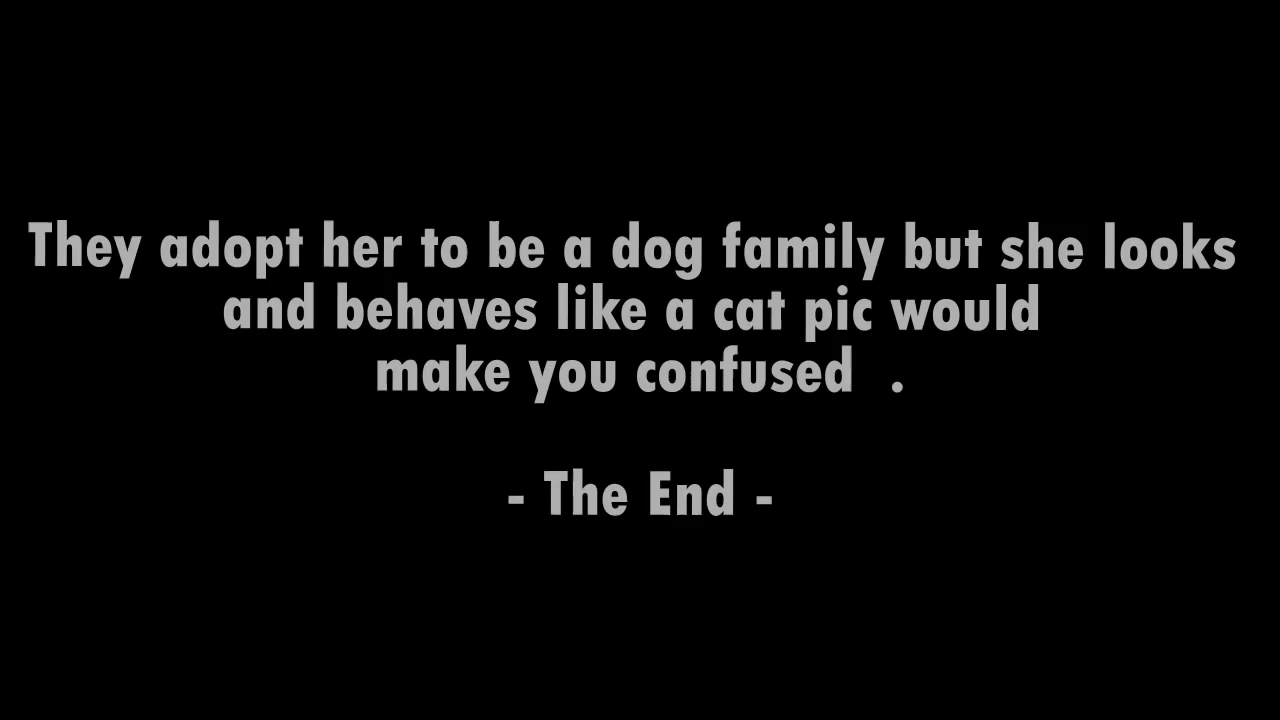 They adopt her to be a dog family but she looks
and behaves like a cat pic would
make you confused  .
- The End -